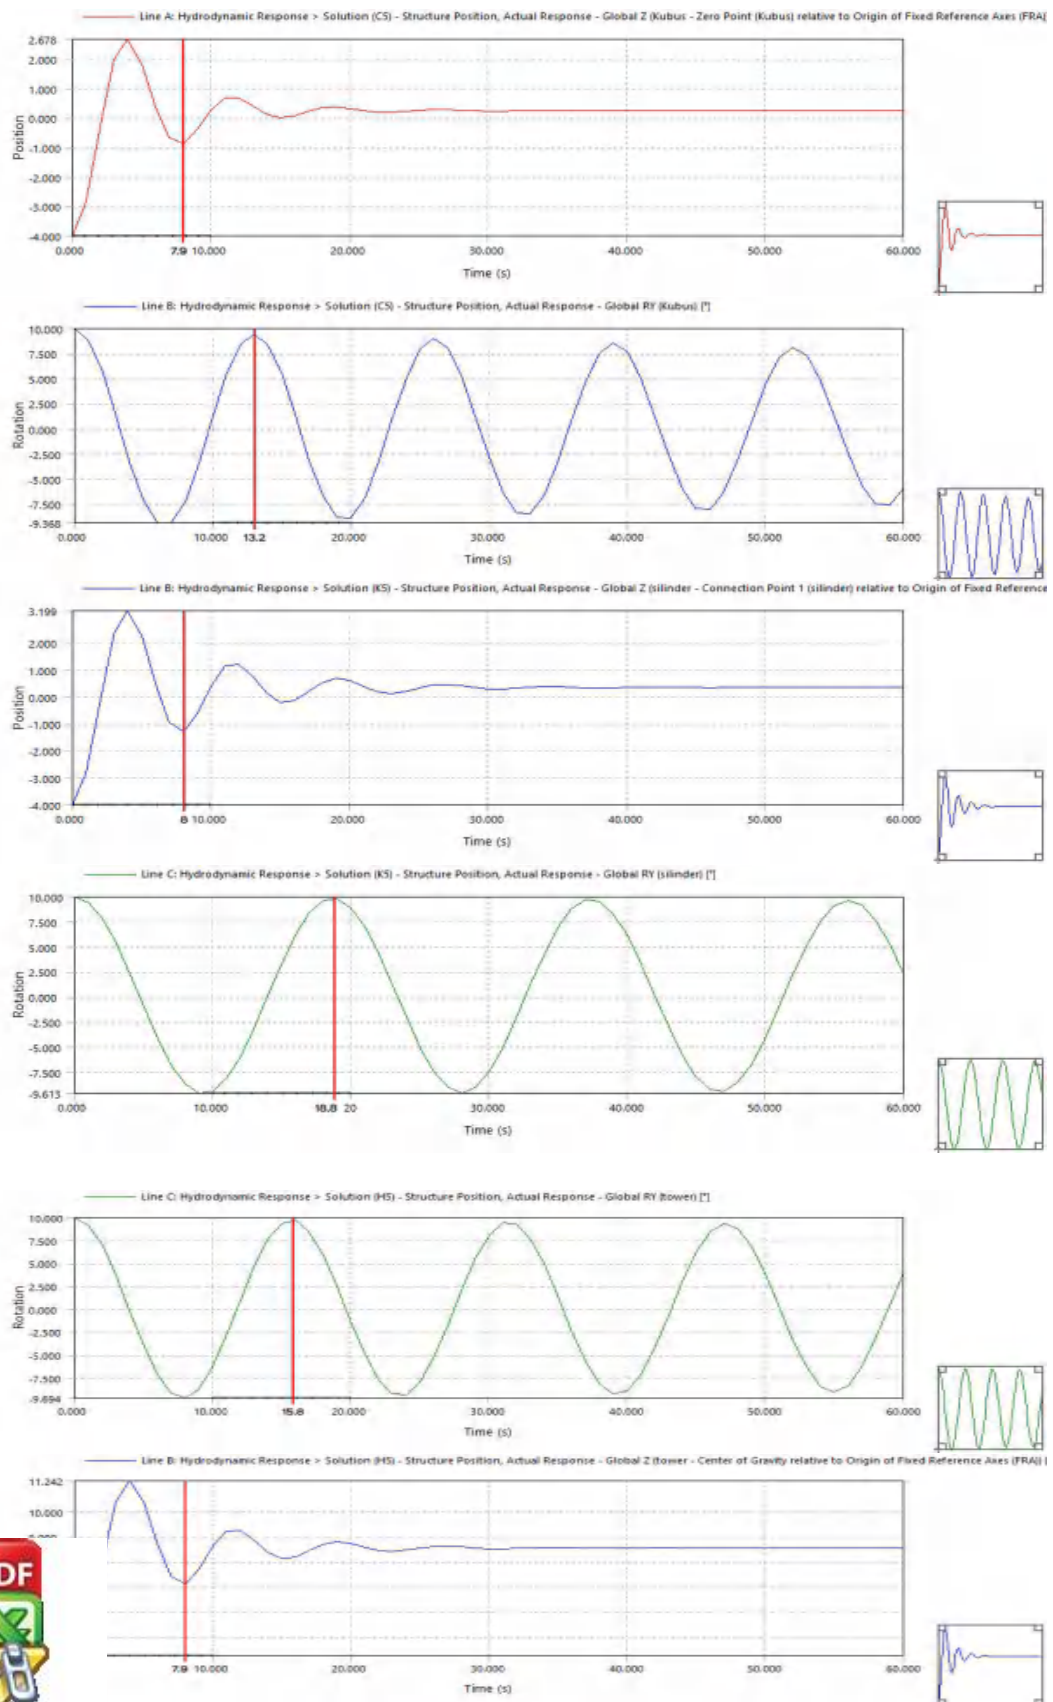 Line A: Hydrodynamic Response > Solution (C5) - Structure Position, Actual Response - Global Z (Kubus - Zero Point (Kubus) relative to Origin of Fixed Reference Axes (FRA)
2.678
2.000
1.000
0.000
-1.000
-2.000
-3.000
-4.000
Position
0.000 7.9 10.000 20.000 30.000 40.000 50.000 60.000
Time (s)
Line B: Hydrodynamic Response > Solution (C5) - Structure Position, Actual Response - Global RY (Kubus) [°]
10.000
7.500
5.000
2.500
0.000
-2.500
-5.000
-7.500
-9.368
Rotation
0.000 10.000 13.2 20.000 30.000 40.000 50.000 60.000
Time (s)
Line B: Hydrodynamic Response > Solution (K5) - Structure Position, Actual Response - Global Z (silinder - Connection Point 1 (silinder) relative to Origin of Fixed Reference
3.199
2.000
1.000
0.000
-1.000
-2.000
-3.000
-4.000
Position
0.000 8 10.000 20.000 30.000 40.000 50.000 60.000
Time (s)
Line C: Hydrodynamic Response > Solution (K5) - Structure Position, Actual Response - Global RY (silinder) [°]
10.000
7.500
5.000
2.500
0.000
-2.500
-5.000
-7.500
-9.613
Rotation
0.000 10.000 18.8 20 30.000 40.000 50.000 60.000
Time (s)
Line C: Hydrodynamic Response > Solution (H5) - Structure Position, Actual Response - Global RY (tower) [°]
10.000
7.500
5.000
2.500
0.000
-2.500
-5.000
-7.500
-9.694
Rotation
0.000 10.000 15.8 20.000 30.000 40.000 50.000 60.000
Time (s)
Line B: Hydrodynamic Response > Solution (H5) - Structure Position, Actual Response - Global Z (tower - Center of Gravity relative to Origin of Fixed Reference Axes (FRA)) [
11.242
10.000
7.9 10.000 20.000 30.000 40.000 50.000 60.000
Time (s)
DF